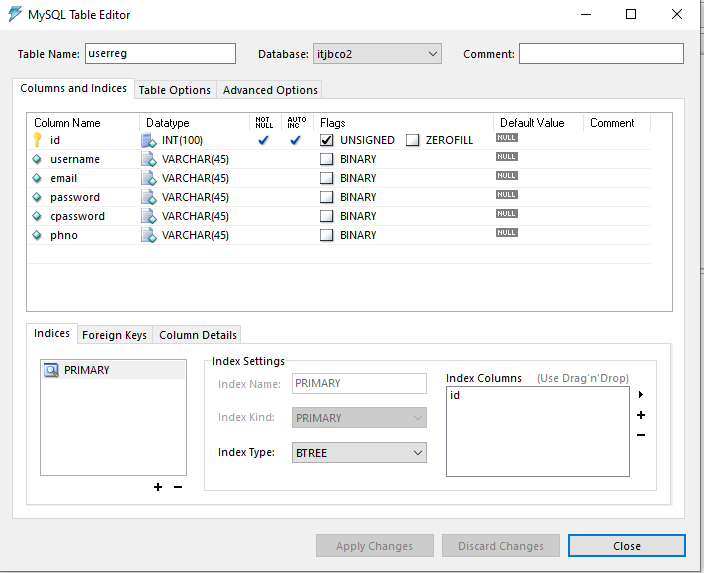 MySQL Table Editor
Table Name: userreg Database: itjbco2 Comment:
Columns and Indices Table Options Advanced Options
Column Name Datatype NOT NULL AUTO INC Flags Default Value Comment
id INT(100) UNSIGNED ZEROFILL NULL
username VARCHAR(45) BINARY NULL
email VARCHAR(45) BINARY NULL
password VARCHAR(45) BINARY NULL
cpassword VARCHAR(45) BINARY NULL
phno VARCHAR(45) BINARY NULL
Indices Foreign Keys Column Details
PRIMARY
Index Settings
Index Name: PRIMARY
Index Kind: PRIMARY
Index Type: BTREE
Index Columns (Use Drag'n'Drop)
id
Apply Changes Discard Changes Close